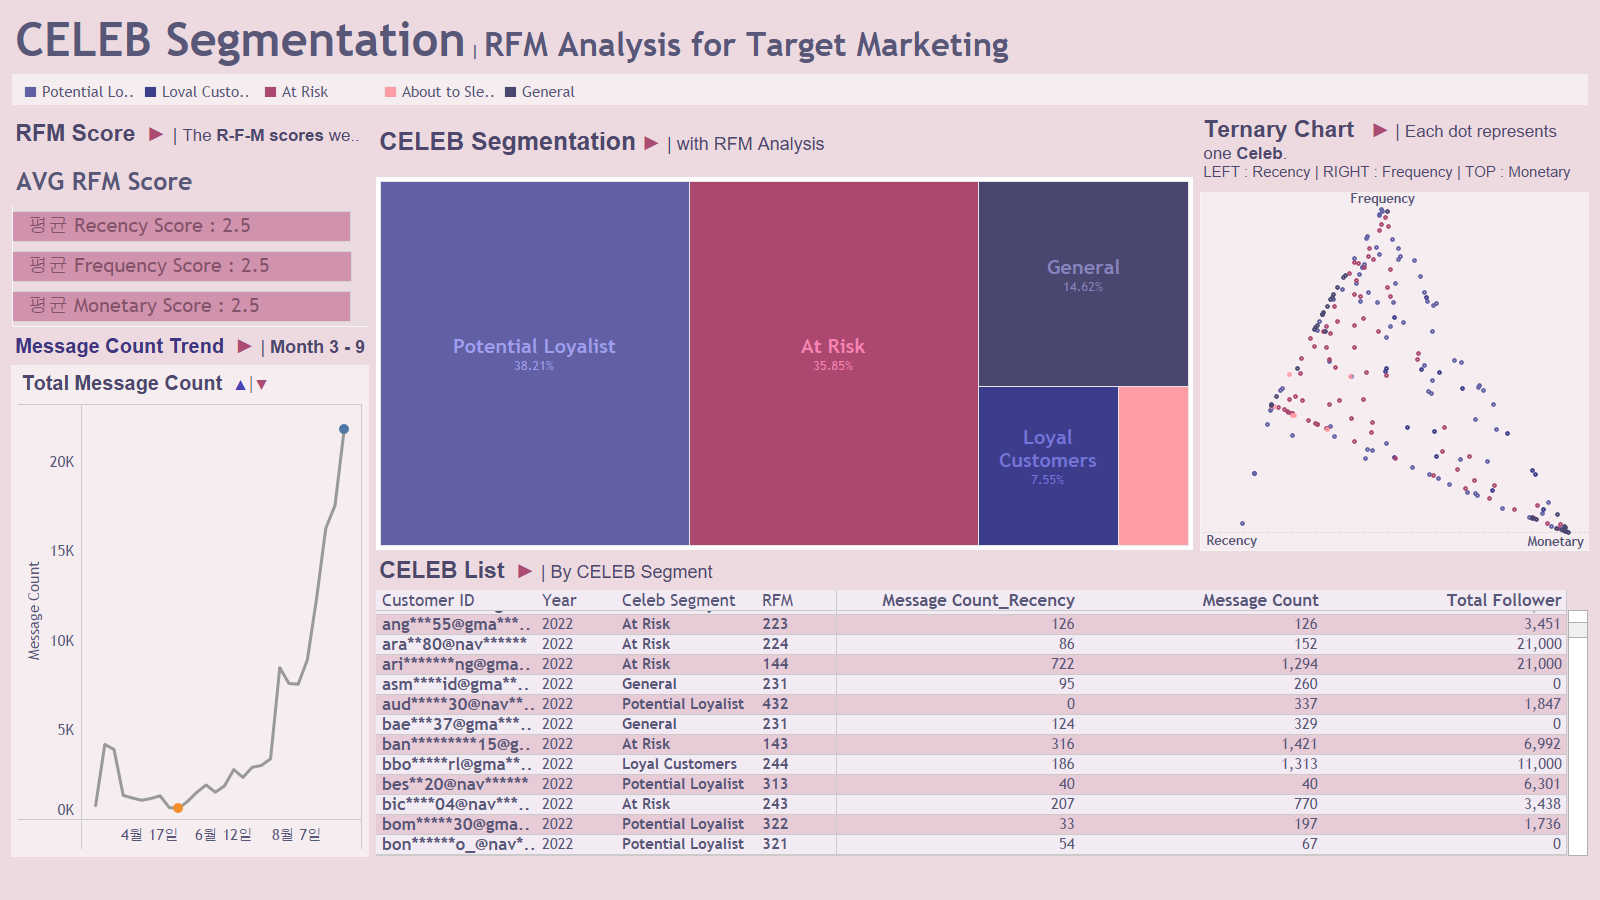 CELEB Segmentation | RFM Analysis for Target Marketing
Potential Lo.. Loval Custo.. At Risk About to Sle.. General
RFM Score ▶ | The R-F-M scores we..
AVG RFM Score
평균 Recency Score : 2.5
평균 Frequency Score : 2.5
평균 Monetary Score : 2.5
Message Count Trend ▶ | Month 3 - 9
Total Message Count ▲|▼
Message Count
20K
15K
10K
5K
0K
4월 17일 6월 12일 8월 7일
CELEB Segmentation ▶ | with RFM Analysis
Potential Loyalist
38.21%
At Risk
35.85%
General
14.62%
Loyal
Customers
7.55%
Ternary Chart ▶ | Each dot represents
one Celeb.
LEFT : Recency | RIGHT : Frequency | TOP : Monetary
Frequency
Recency Monetary
CELEB List ▶ | By CELEB Segment
Customer ID Year Celeb Segment RFM Message Count_Recency Message Count Total Follower
ang***55@gma***.. 2022 At Risk 223 126 126 3,451
ara**80@nav****** 2022 At Risk 224 86 152 21,000
ari*******ng@gma.. 2022 At Risk 144 722 1,294 21,000
asm****id@gma**.. 2022 General 231 95 260 0
aud*****30@nav**.. 2022 Potential Loyalist 432 0 337 1,847
bae***37@gma***.. 2022 General 231 124 329 0
ban*********15@g.. 2022 At Risk 143 316 1,421 6,992
bbo*****rl@gma**.. 2022 Loyal Customers 244 186 1,313 11,000
bes**20@nav****** 2022 Potential Loyalist 313 40 40 6,301
bic****04@nav***.. 2022 At Risk 243 207 770 3,438
bom*****30@gma.. 2022 Potential Loyalist 322 33 197 1,736
bon******o_@nav*.. 2022 Potential Loyalist 321 54 67 0